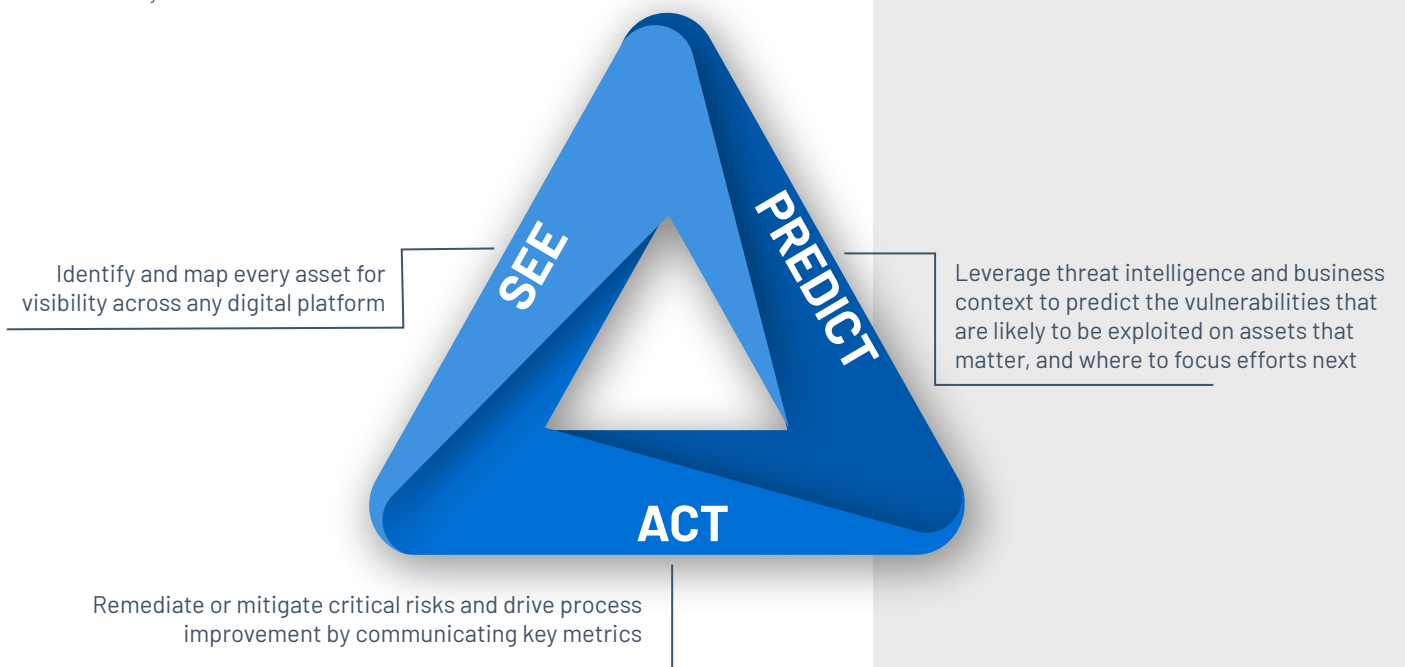 SEE
Identify and map every asset for
visibility across any digital platform
PREDICT
Leverage threat intelligence and business
context to predict the vulnerabilities that
are likely to be exploited on assets that
matter, and where to focus efforts next
ACT
Remediate or mitigate critical risks and drive process
improvement by communicating key metrics